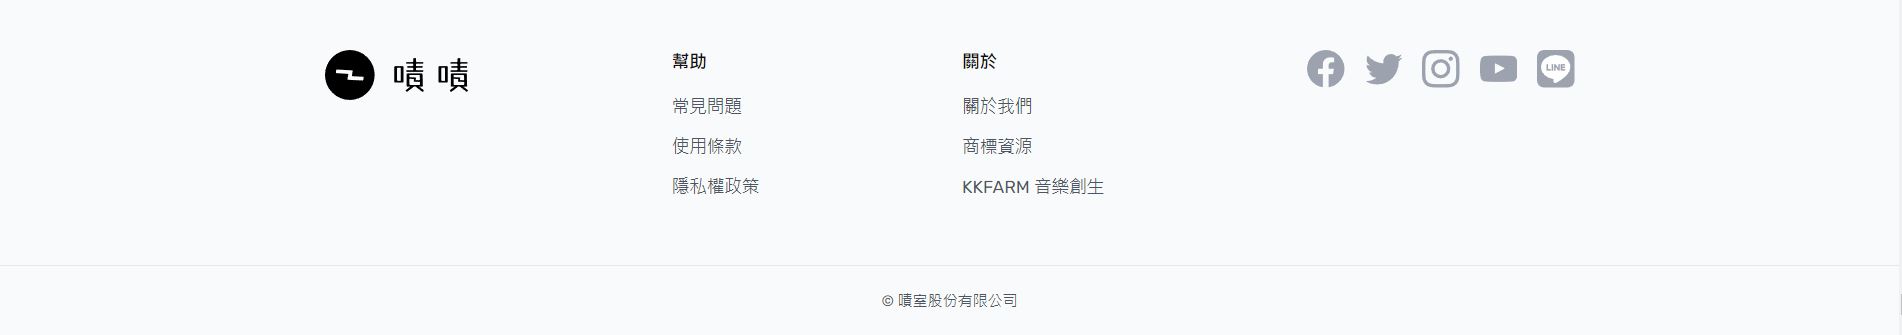 嘖嘖
幫助
常見問題
使用條款
隱私權政策
關於
關於我們
商標資源
KKFARM 音樂創生
LINE
© 嘖室股份有限公司